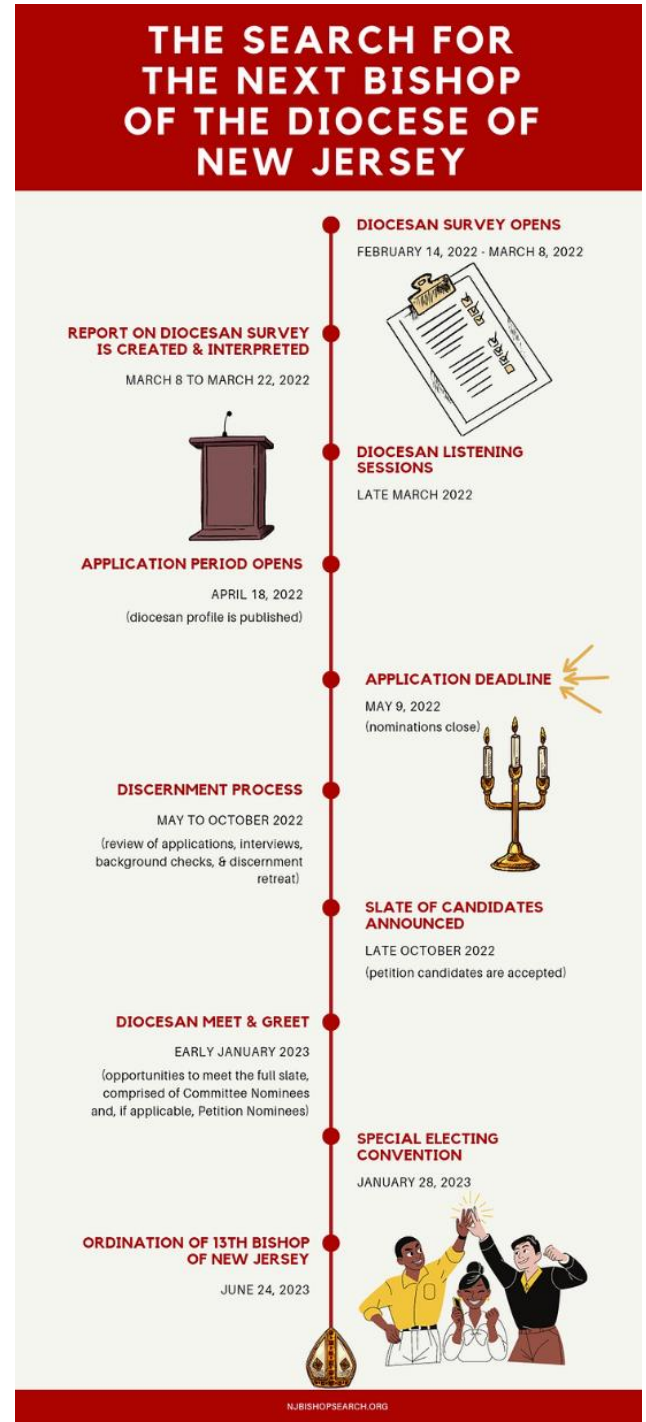 THE SEARCH FOR
THE NEXT BISHOP
OF THE DIOCESE OF
NEW JERSEY
DIOCESAN SURVEY OPENS
FEBRUARY 14, 2022 - MARCH 8, 2022
REPORT ON DIOCESAN SURVEY
IS CREATED & INTERPRETED
MARCH 8 TO MARCH 22, 2022
DIOCESAN LISTENING
SESSIONS
LATE MARCH 2022
APPLICATION PERIOD OPENS
APRIL 18, 2022
(diocesan profile is published)
APPLICATION DEADLINE
MAY 9, 2022
(nominations close)
DISCERNMENT PROCESS
MAY TO OCTOBER 2022
(review of applications, interviews,
background checks, & discernment
retreat)
SLATE OF CANDIDATES
ANNOUNCED
LATE OCTOBER 2022
(petition candidates are accepted)
DIOCESAN MEET & GREET
EARLY JANUARY 2023
(opportunities to meet the full slate,
comprised of Committee Nominees
and, if applicable, Petition Nominees)
SPECIAL ELECTING
CONVENTION
JANUARY 28, 2023
ORDINATION OF 13TH BISHOP
OF NEW JERSEY
JUNE 24, 2023
NJBISHOPSEARCH.ORG